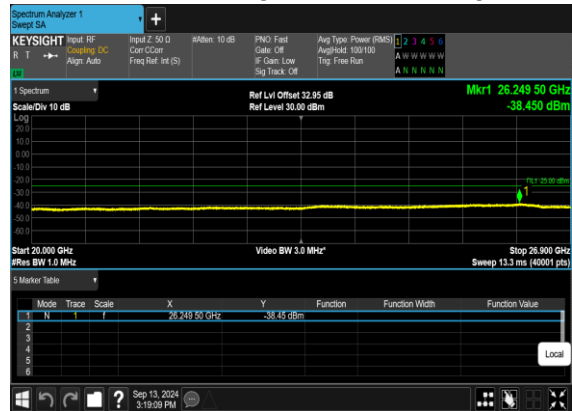 Spectrum Analyzer 1
Swept SA
+
KEYSIGHT Input: RF Input Z: 50 Ω #Atten: 10 dB PNO: Fast Avg Type: Power (RMS) 1 2 3 4 5 6
R T Coupling: DC Corr CCorr Gate: Off Avg|Hold: 100/100 A W W W W W
Align: Auto Freq Ref: Int (S) IF Gain: Low Trig: Free Run A N N N N N
Sig Track: Off
1 Spectrum Ref Lvl Offset 32.95 dB Mkr1 26.249 50 GHz
Scale/Div 10 dB Ref Level 30.00 dBm -38.450 dBm
Log
20.0
10.0
0.00
-10.0
-20.0
DL1 -25.00 dBm
-30.0
1
-40.0
-50.0
-60.0
Start 20.000 GHz Video BW 3.0 MHz* Stop 26.900 GHz
#Res BW 1.0 MHz Sweep 13.3 ms (40001 pts)
5 Marker Table
Mode Trace Scale X Y Function Function Width Function Value
1 N 1 f 26.249 50 GHz -38.45 dBm
2
3
4
5
6
Local
? Sep 13, 2024
3:19:09 PM